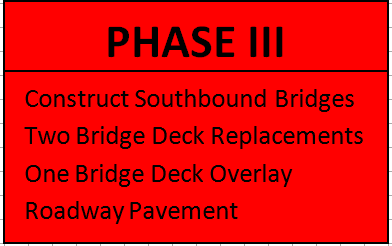 PHASE III
Construct Southbound Bridges
Two Bridge Deck Replacements
One Bridge Deck Overlay
Roadway Pavement